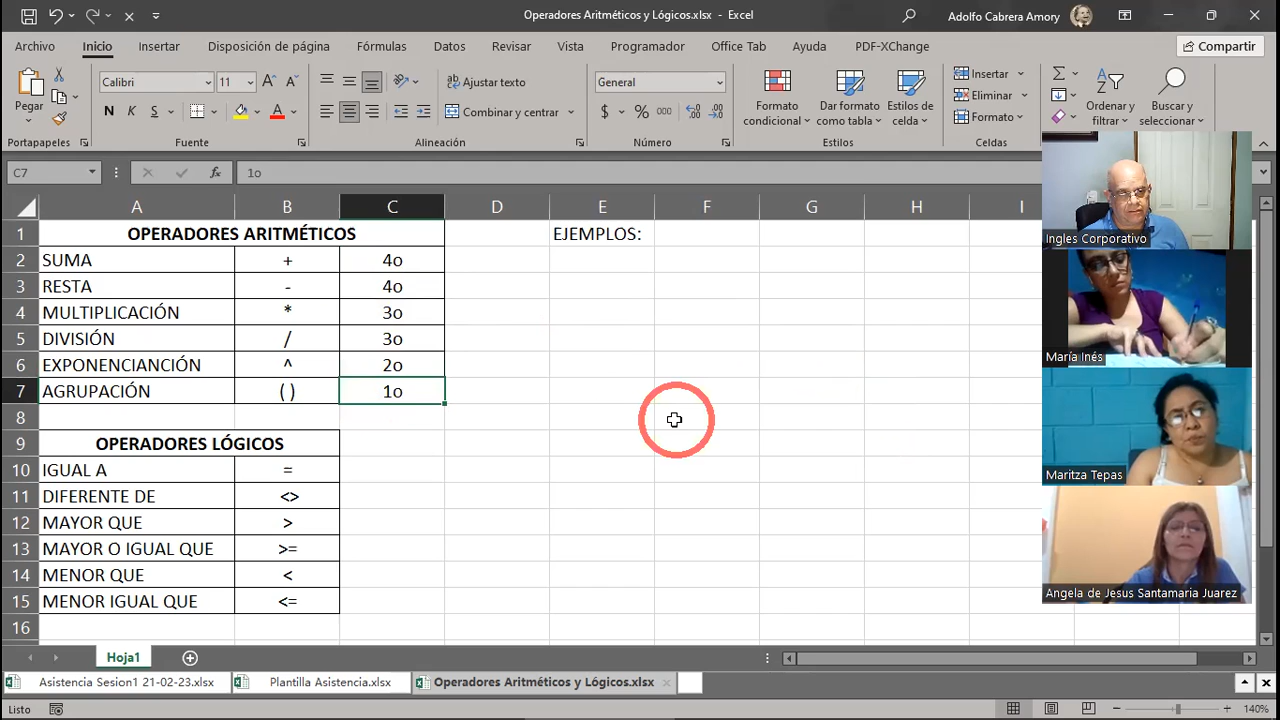 Operadores Aritméticos y Lógicos.xlsx - Excel
Adolfo Cabrera Amory
Archivo Inicio Insertar Disposición de página Fórmulas Datos Revisar Vista Programador Office Tab Ayuda PDF-XChange Compartir
Pegar
Calibri 11
N K S
Ajustar texto
Combinar y centrar
General
$ % 000
Formato condicional
Dar formato como tabla
Estilos de celda
Insertar
Eliminar
Formato
Ordenar y filtrar
Buscar y seleccionar
Portapapeles Fuente Alineación Número Estilos Celdas
C7 fx 1o
A B C D E F G H I
1 OPERADORES ARITMÉTICOS EJEMPLOS:
2 SUMA + 4o
3 RESTA - 4o
4 MULTIPLICACIÓN * 3o
5 DIVISIÓN / 3o
6 EXPONENCIANCIÓN ^ 2o
7 AGRUPACIÓN ( ) 1o
8
9 OPERADORES LÓGICOS
10 IGUAL A =
11 DIFERENTE DE <>
12 MAYOR QUE >
13 MAYOR O IGUAL QUE >=
14 MENOR QUE <
15 MENOR IGUAL QUE <=
16
Ingles Corporativo
María Inés
Maritza Tepas
Angela de Jesus Santamaria Juarez
Hoja1
Asistencia Sesion1 21-02-23.xlsx Plantilla Asistencia.xlsx Operadores Aritméticos y Lógicos.xlsx
Listo 140%